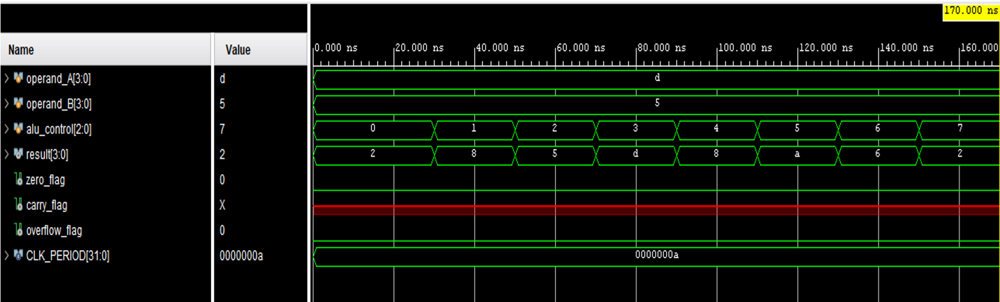 170.000 ns
Name Value 0.000 ns 20.000 ns 40.000 ns 60.000 ns 80.000 ns 100.000 ns 120.000 ns 140.000 ns 160.000
operand_A[3:0] d d
operand_B[3:0] 5 5
alu_control[2:0] 7 0 1 2 3 4 5 6 7
result[3:0] 2 2 8 5 d 8 a 6 2
zero_flag 0
carry_flag X
overflow_flag 0
CLK_PERIOD[31:0] 0000000a 0000000a